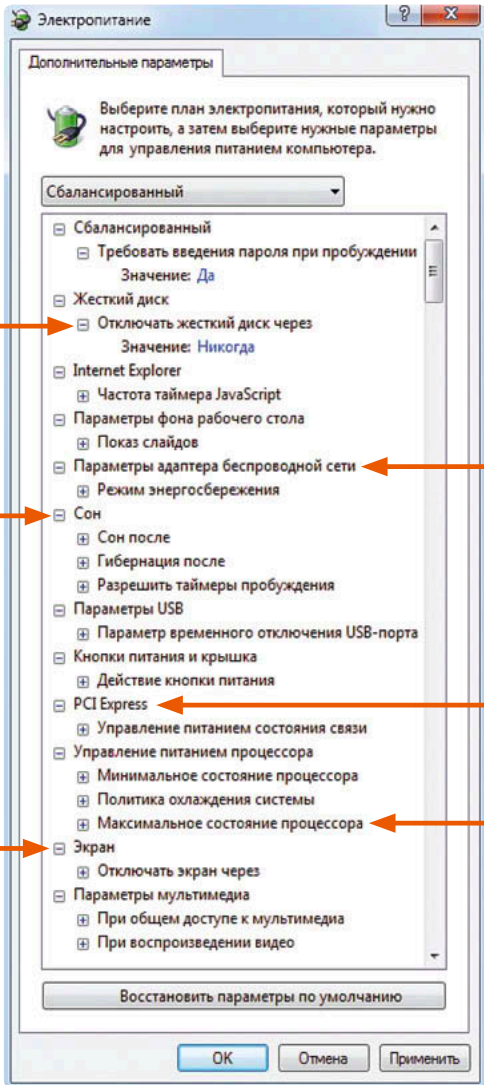 Электропитание
Дополнительные параметры
Выберите план электропитания, который нужно
настроить, а затем выберите нужные параметры
для управления питанием компьютера.
Сбалансированный
Сбалансированный
Требовать введения пароля при пробуждении
Значение: Да
Жесткий диск
Отключать жесткий диск через
Значение: Никогда
Internet Explorer
Частота таймера JavaScript
Параметры фона рабочего стола
Показ слайдов
Параметры адаптера беспроводной сети
Режим энергосбережения
Сон
Сон после
Гибернация после
Разрешить таймеры пробуждения
Параметры USB
Параметр временного отключения USB-порта
Кнопки питания и крышка
Действие кнопки питания
PCI Express
Управление питанием состояния связи
Управление питанием процессора
Минимальное состояние процессора
Политика охлаждения системы
Максимальное состояние процессора
Экран
Отключать экран через
Параметры мультимедиа
При общем доступе к мультимедиа
При воспроизведении видео
Восстановить параметры по умолчанию
OK Отмена Применить